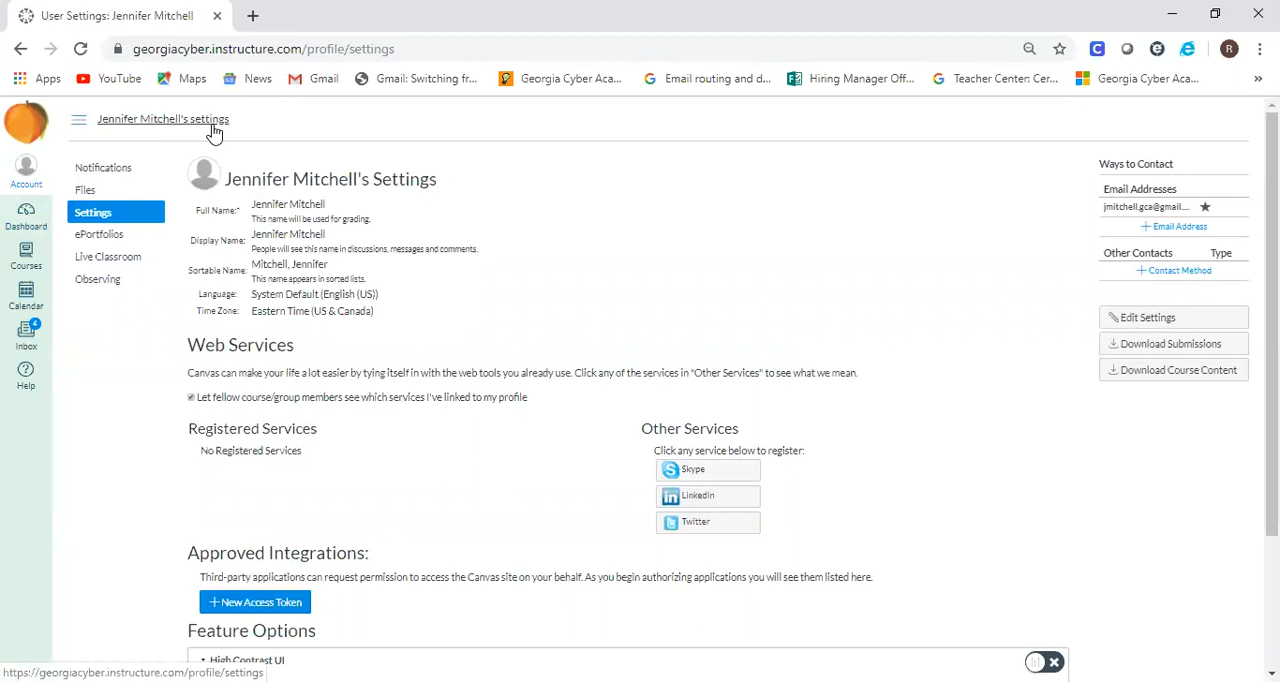 User Settings: Jennifer Mitchell
georgiacyber.instructure.com/profile/settings
R
Apps YouTube Maps News Gmail Gmail: Switching fr... Georgia Cyber Aca... Email routing and d... Hiring Manager Off... Teacher Center: Cer... Georgia Cyber Aca... »
Jennifer Mitchell's settings
Account
Dashboard
Courses
Calendar
4
Inbox
Help
Notifications
Files
Settings
ePortfolios
Live Classroom
Observing
Jennifer Mitchell's Settings
Full Name:* Jennifer Mitchell
This name will be used for grading.
Display Name: Jennifer Mitchell
People will see this name in discussions, messages and comments.
Sortable Name: Mitchell, Jennifer
This name appears in sorted lists.
Language: System Default (English (US))
Time Zone: Eastern Time (US & Canada)
Web Services
Canvas can make your life a lot easier by tying itself in with the web tools you already use. Click any of the services in "Other Services" to see what we mean.
Let fellow course/group members see which services I've linked to my profile
Registered Services
No Registered Services
Other Services
Click any service below to register:
Skype
LinkedIn
Twitter
Approved Integrations:
Third-party applications can request permission to access the Canvas site on your behalf. As you begin authorizing applications you will see them listed here.
+ New Access Token
Feature Options
High Contrast UI
Ways to Contact
Email Addresses
jmitchell.gca@gmail.... ★
+ Email Address
Other Contacts Type
+ Contact Method
Edit Settings
Download Submissions
Download Course Content
https://georgiacyber.instructure.com/profile/settings